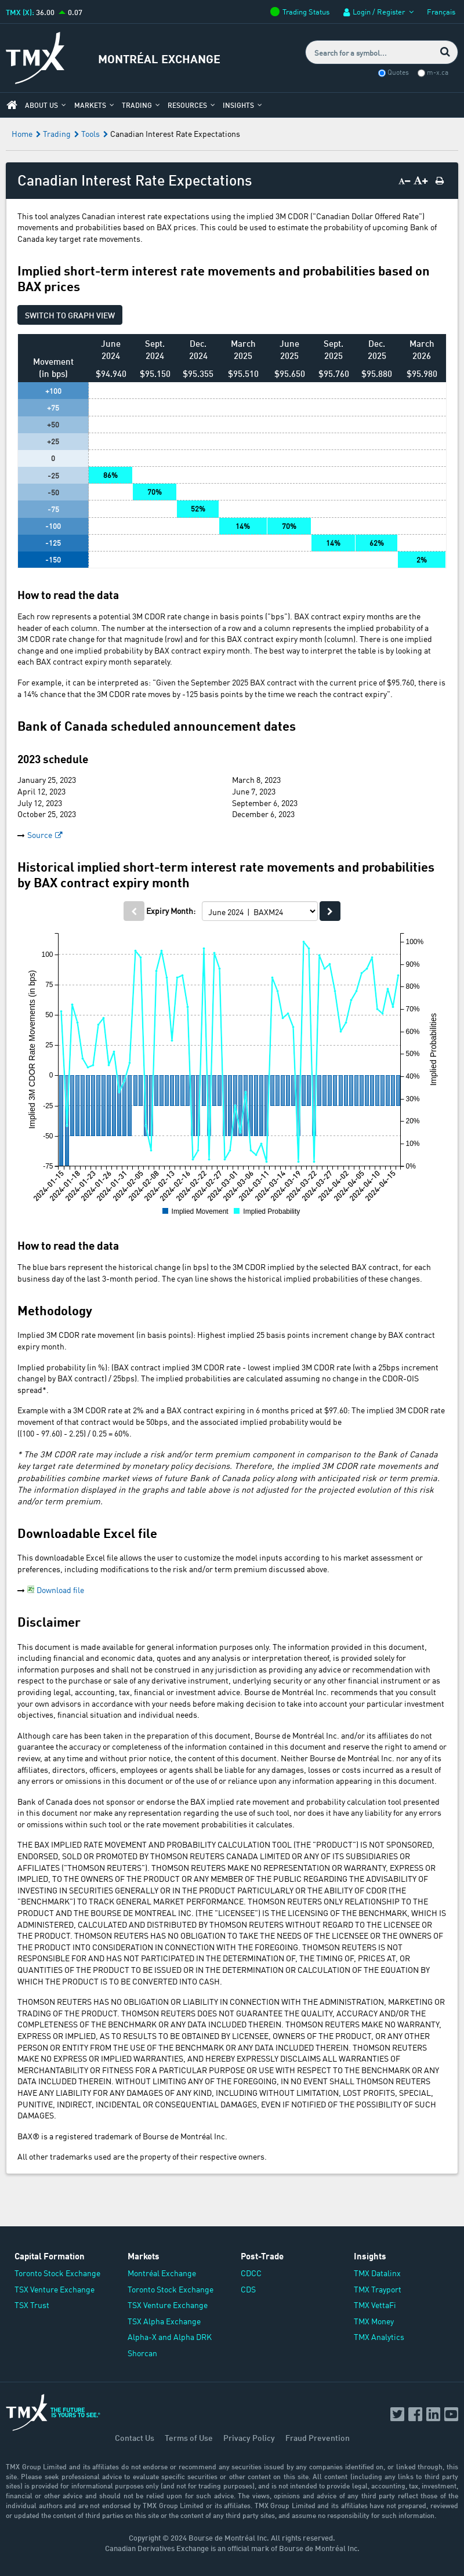 TMX (X): 36.00 0.07
Trading Status
Login / Register
Français
TMX
MONTRÉAL EXCHANGE
Search for a symbol...
Quotes m-x.ca
ABOUT US MARKETS TRADING RESOURCES INSIGHTS
Home Trading Tools Canadian Interest Rate Expectations
Canadian Interest Rate Expectations
A− A+
This tool analyzes Canadian interest rate expectations using the implied 3M CDOR ("Canadian Dollar Offered Rate")
movements and probabilities based on BAX prices. This could be used to estimate the probability of upcoming Bank of
Canada key target rate movements.
Implied short-term interest rate movements and probabilities based on
BAX prices
SWITCH TO GRAPH VIEW
Movement (in bps) June 2024 Sept. 2024 Dec. 2024 March 2025 June 2025 Sept. 2025 Dec. 2025 March 2026
$94.940 $95.150 $95.355 $95.510 $95.650 $95.760 $95.880 $95.980
+100
+75
+50
+25
0
-25 86%
-50 70%
-75 52%
-100 14% 70%
-125 14% 62%
-150 2%
How to read the data
Each row represents a potential 3M CDOR rate change in basis points ("bps"). BAX contract expiry months are the
header of each column. The number at the intersection of a row and a column represents the implied probability of a
3M CDOR rate change for that magnitude (row) and for this BAX contract expiry month (column). There is one implied
change and one implied probability by BAX contract expiry month. The best way to interpret the table is by looking at
each BAX contract expiry month separately.
For example, it can be interpreted as: "Given the September 2025 BAX contract with the current price of $95.760, there is
a 14% chance that the 3M CDOR rate moves by -125 basis points by the time we reach the contract expiry".
Bank of Canada scheduled announcement dates
2023 schedule
January 25, 2023
April 12, 2023
July 12, 2023
October 25, 2023
March 8, 2023
June 7, 2023
September 6, 2023
December 6, 2023
Source
Historical implied short-term interest rate movements and probabilities
by BAX contract expiry month
Expiry Month: June 2024 | BAXM24
Implied 3M CDOR Rate Movements (in bps)
100
75
50
25
0
-25
-50
-75
100%
90%
80%
70%
60%
50%
40%
30%
20%
10%
0%
Implied Probabilities
2024-01-15
2024-01-18
2024-01-23
2024-01-26
2024-01-31
2024-02-05
2024-02-08
2024-02-13
2024-02-16
2024-02-22
2024-02-27
2024-03-01
2024-03-06
2024-03-11
2024-03-14
2024-03-19
2024-03-22
2024-03-27
2024-04-02
2024-04-05
2024-04-10
2024-04-15
Implied Movement Implied Probability
How to read the data
The blue bars represent the historical change (in bps) to the 3M CDOR implied by the selected BAX contract, for each
business day of the last 3-month period. The cyan line shows the historical implied probabilities of these changes.
Methodology
Implied 3M CDOR rate movement (in basis points): Highest implied 25 basis points increment change by BAX contract
expiry month.
Implied probability (in %): (BAX contract implied 3M CDOR rate - lowest implied 3M CDOR rate (with a 25bps increment
change) by BAX contract) / 25bps). The implied probabilities are calculated assuming no change in the CDOR-OIS
spread*.
Example with a 3M CDOR rate at 2% and a BAX contract expiring in 6 months priced at $97.60: The implied 3M CDOR rate
movement of that contract would be 50bps, and the associated implied probability would be
((100 - 97.60) - 2.25) / 0.25 = 60%.
* The 3M CDOR rate may include a risk and/or term premium component in comparison to the Bank of Canada
key target rate determined by monetary policy decisions. Therefore, the implied 3M CDOR rate movements and
probabilities combine market views of future Bank of Canada policy along with anticipated risk or term premia.
The information displayed in the graphs and table above is not adjusted for the projected evolution of this risk
and/or term premium.
Downloadable Excel file
This downloadable Excel file allows the user to customize the model inputs according to his market assessment or
preferences, including modifications to the risk and/or term premium discussed above.
Download file
Disclaimer
This document is made available for general information purposes only. The information provided in this document,
including financial and economic data, quotes and any analysis or interpretation thereof, is provided solely for
information purposes and shall not be construed in any jurisdiction as providing any advice or recommendation with
respect to the purchase or sale of any derivative instrument, underlying security or any other financial instrument or as
providing legal, accounting, tax, financial or investment advice. Bourse de Montréal Inc. recommends that you consult
your own advisors in accordance with your needs before making decision to take into account your particular investment
objectives, financial situation and individual needs.
Although care has been taken in the preparation of this document, Bourse de Montréal Inc. and/or its affiliates do not
guarantee the accuracy or completeness of the information contained in this document and reserve the right to amend or
review, at any time and without prior notice, the content of this document. Neither Bourse de Montréal Inc. nor any of its
affiliates, directors, officers, employees or agents shall be liable for any damages, losses or costs incurred as a result of
any errors or omissions in this document or of the use of or reliance upon any information appearing in this document.
Bank of Canada does not sponsor or endorse the BAX implied rate movement and probability calculation tool presented
in this document nor make any representation regarding the use of such tool, nor does it have any liability for any errors
or omissions within such tool or the rate movement probabilities it calculates.
THE BAX IMPLIED RATE MOVEMENT AND PROBABILITY CALCULATION TOOL (THE "PRODUCT") IS NOT SPONSORED,
ENDORSED, SOLD OR PROMOTED BY THOMSON REUTERS CANADA LIMITED OR ANY OF ITS SUBSIDIARIES OR
AFFILIATES ("THOMSON REUTERS"). THOMSON REUTERS MAKE NO REPRESENTATION OR WARRANTY, EXPRESS OR
IMPLIED, TO THE OWNERS OF THE PRODUCT OR ANY MEMBER OF THE PUBLIC REGARDING THE ADVISABILITY OF
INVESTING IN SECURITIES GENERALLY OR IN THE PRODUCT PARTICULARLY OR THE ABILITY OF CDOR (THE
"BENCHMARK") TO TRACK GENERAL MARKET PERFORMANCE. THOMSON REUTERS ONLY RELATIONSHIP TO THE
PRODUCT AND THE BOURSE DE MONTREAL INC. (THE "LICENSEE") IS THE LICENSING OF THE BENCHMARK, WHICH IS
ADMINISTERED, CALCULATED AND DISTRIBUTED BY THOMSON REUTERS WITHOUT REGARD TO THE LICENSEE OR
THE PRODUCT. THOMSON REUTERS HAS NO OBLIGATION TO TAKE THE NEEDS OF THE LICENSEE OR THE OWNERS OF
THE PRODUCT INTO CONSIDERATION IN CONNECTION WITH THE FOREGOING. THOMSON REUTERS IS NOT
RESPONSIBLE FOR AND HAS NOT PARTICIPATED IN THE DETERMINATION OF, THE TIMING OF, PRICES AT, OR
QUANTITIES OF THE PRODUCT TO BE ISSUED OR IN THE DETERMINATION OR CALCULATION OF THE EQUATION BY
WHICH THE PRODUCT IS TO BE CONVERTED INTO CASH.
THOMSON REUTERS HAS NO OBLIGATION OR LIABILITY IN CONNECTION WITH THE ADMINISTRATION, MARKETING OR
TRADING OF THE PRODUCT. THOMSON REUTERS DOES NOT GUARANTEE THE QUALITY, ACCURACY AND/OR THE
COMPLETENESS OF THE BENCHMARK OR ANY DATA INCLUDED THEREIN. THOMSON REUTERS MAKE NO WARRANTY,
EXPRESS OR IMPLIED, AS TO RESULTS TO BE OBTAINED BY LICENSEE, OWNERS OF THE PRODUCT, OR ANY OTHER
PERSON OR ENTITY FROM THE USE OF THE BENCHMARK OR ANY DATA INCLUDED THEREIN. THOMSON REUTERS
MAKE NO EXPRESS OR IMPLIED WARRANTIES, AND HEREBY EXPRESSLY DISCLAIMS ALL WARRANTIES OF
MERCHANTABILITY OR FITNESS FOR A PARTICULAR PURPOSE OR USE WITH RESPECT TO THE BENCHMARK OR ANY
DATA INCLUDED THEREIN. WITHOUT LIMITING ANY OF THE FOREGOING, IN NO EVENT SHALL THOMSON REUTERS
HAVE ANY LIABILITY FOR ANY DAMAGES OF ANY KIND, INCLUDING WITHOUT LIMITATION, LOST PROFITS, SPECIAL,
PUNITIVE, INDIRECT, INCIDENTAL OR CONSEQUENTIAL DAMAGES, EVEN IF NOTIFIED OF THE POSSIBILITY OF SUCH
DAMAGES.
BAX® is a registered trademark of Bourse de Montréal Inc.
All other trademarks used are the property of their respective owners.
Capital Formation
Toronto Stock Exchange
TSX Venture Exchange
TSX Trust
Markets
Montréal Exchange
Toronto Stock Exchange
TSX Venture Exchange
TSX Alpha Exchange
Alpha-X and Alpha DRK
Shorcan
Post-Trade
CDCC
CDS
Insights
TMX Datalinx
TMX Trayport
TMX VettaFi
TMX Money
TMX Analytics
TMX THE FUTURE
IS YOURS TO SEE.
Contact Us Terms of Use Privacy Policy Fraud Prevention
TMX Group Limited and its affiliates do not endorse or recommend any securities issued by any companies identified on, or linked through, this
site. Please seek professional advice to evaluate specific securities or other content on this site. All content (including any links to third party
sites) is provided for informational purposes only (and not for trading purposes), and is not intended to provide legal, accounting, tax, investment,
financial or other advice and should not be relied upon for such advice. The views, opinions and advice of any third party reflect those of the
individual authors and are not endorsed by TMX Group Limited or its affiliates. TMX Group Limited and its affiliates have not prepared, reviewed
or updated the content of third parties on this site or the content of any third party sites, and assume no responsibility for such information.
Copyright © 2024 Bourse de Montréal Inc. All rights reserved.
Canadian Derivatives Exchange is an official mark of Bourse de Montréal Inc.